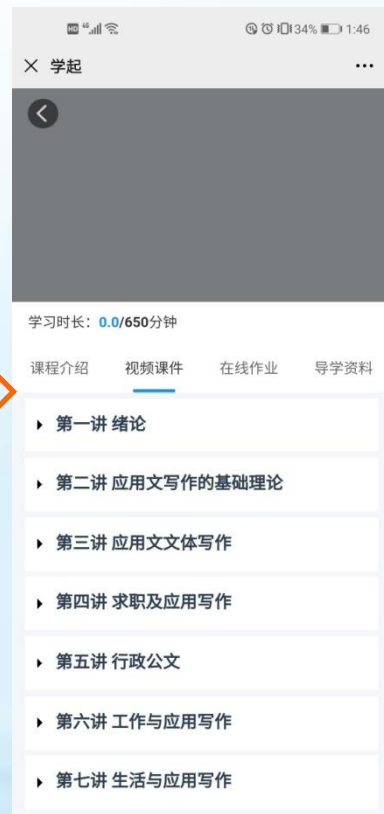 HD 46 34% 1:46
× 学起 ...
学习时长：0.0/650分钟
课程介绍 视频课件 在线作业 导学资料
第一讲 绪论
第二讲 应用文写作的基础理论
第三讲 应用文文体写作
第四讲 求职及应用写作
第五讲 行政公文
第六讲 工作与应用写作
第七讲 生活与应用写作